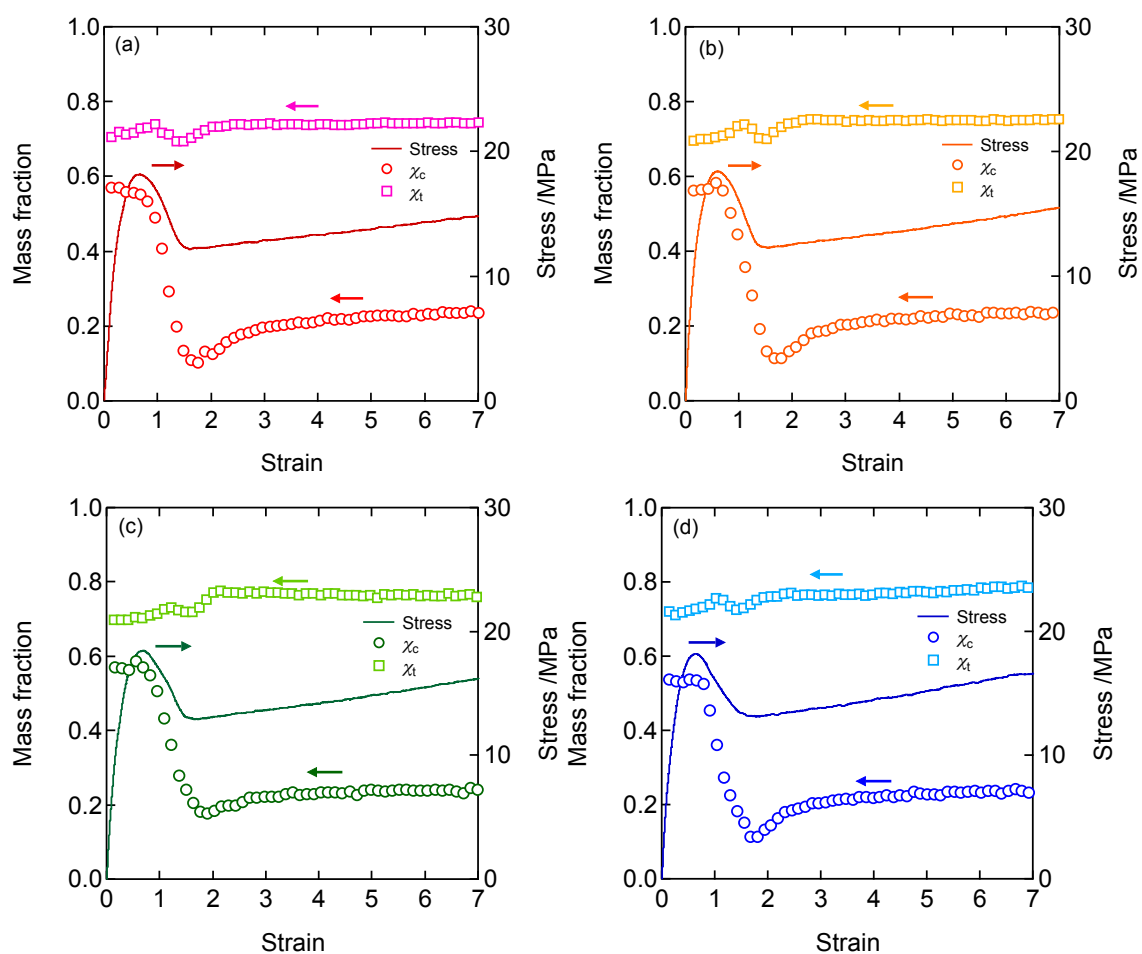 (a)
1.0
0.8
0.6
0.4
0.2
0.0
Mass fraction
30
20
10
0
Stress /MPa
Stress
χc
χt
0 1 2 3 4 5 6 7
Strain
(b)
1.0
0.8
0.6
0.4
0.2
0.0
Mass fraction
30
20
10
0
Stress /MPa
Stress
χc
χt
0 1 2 3 4 5 6 7
Strain
(c)
1.0
0.8
0.6
0.4
0.2
0.0
Mass fraction
30
20
10
0
Stress /MPa
Stress
χc
χt
0 1 2 3 4 5 6 7
Strain
(d)
1.0
0.8
0.6
0.4
0.2
0.0
Mass fraction
30
20
10
0
Stress /MPa
Stress
χc
χt
0 1 2 3 4 5 6 7
Strain